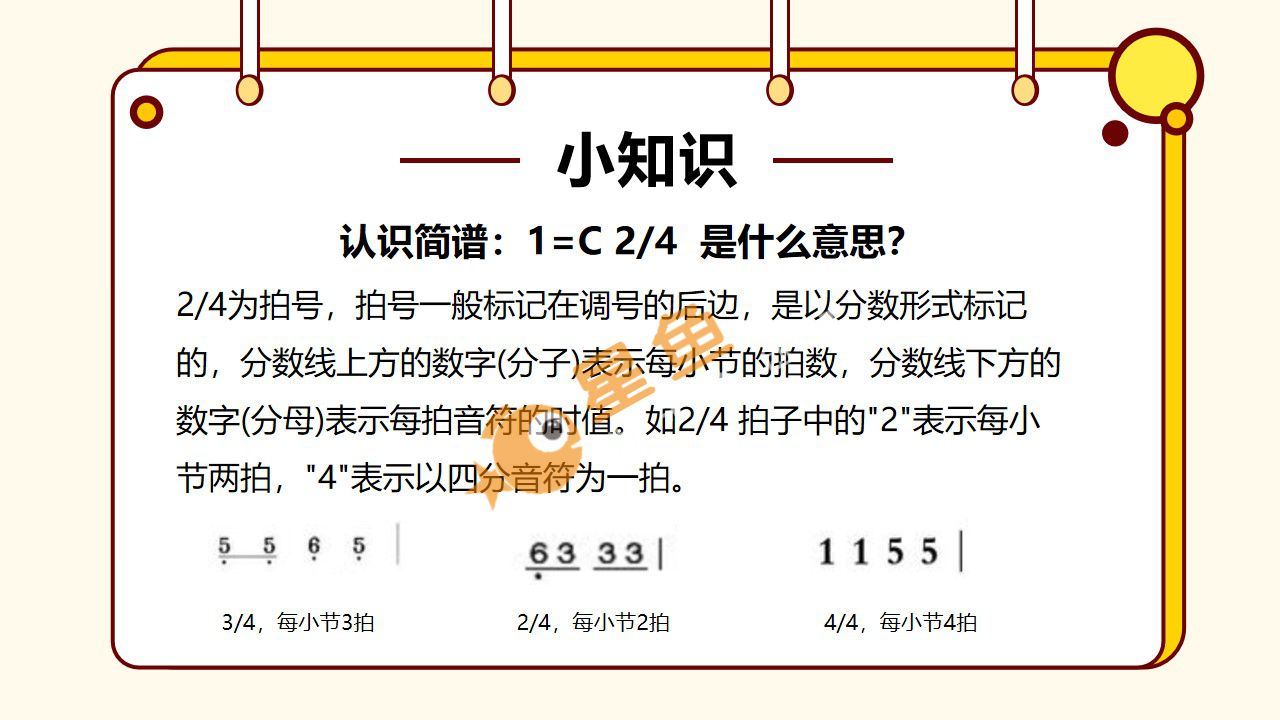 小知识
认识简谱：1=C 2/4 是什么意思？
2/4为拍号，拍号一般标记在调号的后边，是以分数形式标记
的，分数线上方的数字(分子)表示每小节的拍数，分数线下方的
数字(分母)表示每拍音符的时值。如2/4 拍子中的"2"表示每小
节两拍，"4"表示以四分音符为一拍。
星鱼
5 5 6 5 |
6 3 3 3 |
1 1 5 5 |
3/4，每小节3拍
2/4，每小节2拍
4/4，每小节4拍